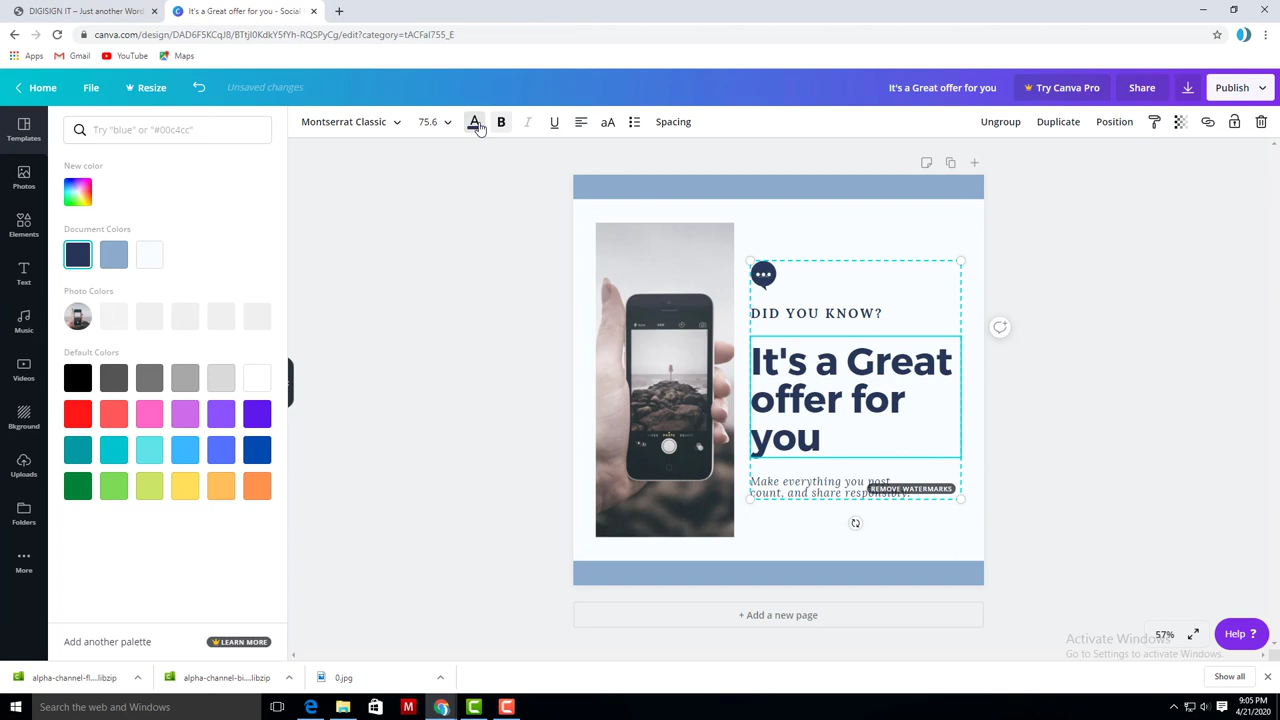 DIGISIGN IT – Just another Word
It's a Great offer for you - Social
canva.com/design/DAD6F5KCqJ8/BTtjI0KdkY5fYh-RQSPyCg/edit?category=tACFal755_E
Apps Gmail YouTube Maps
Home File Resize Unsaved changes It's a Great offer for you Try Canva Pro Share Publish
Montserrat Classic 75.6 A B I U aA Spacing Ungroup Duplicate Position
Templates
Photos
Elements
Text
Music
Videos
Bkground
Uploads
Folders
More
Try "blue" or "#00c4cc"
New color
Document Colors
Photo Colors
Default Colors
Add another palette LEARN MORE
DID YOU KNOW?
It's a Great
offer for
you
Make everything you post
count, and share responsibly.
REMOVE WATERMARKS
+ Add a new page
57%
Help ?
Activate Windows
Go to Settings to activate Windows.
alpha-channel-fl....libzip alpha-channel-bi....libzip 0.jpg Show all
Search the web and Windows
9:05 PM
4/21/2020